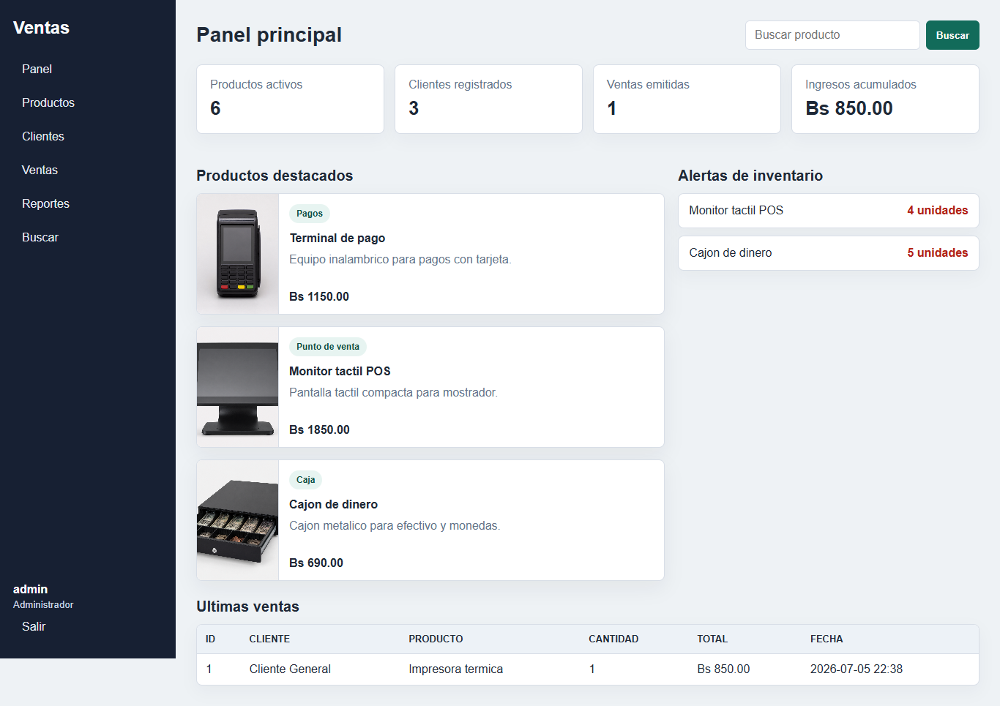 Ventas
Panel
Productos
Clientes
Ventas
Reportes
Buscar
admin
Administrador
Salir
Panel principal
Buscar producto
Buscar
Productos activos
6
Clientes registrados
3
Ventas emitidas
1
Ingresos acumulados
Bs 850.00
Productos destacados
Pagos
Terminal de pago
Equipo inalambrico para pagos con tarjeta.
Bs 1150.00
Punto de venta
Monitor tactil POS
Pantalla tactil compacta para mostrador.
Bs 1850.00
Caja
Cajon de dinero
Cajon metalico para efectivo y monedas.
Bs 690.00
Alertas de inventario
Monitor tactil POS 4 unidades
Cajon de dinero 5 unidades
Ultimas ventas
ID CLIENTE PRODUCTO CANTIDAD TOTAL FECHA
1 Cliente General Impresora termica 1 Bs 850.00 2026-07-05 22:38